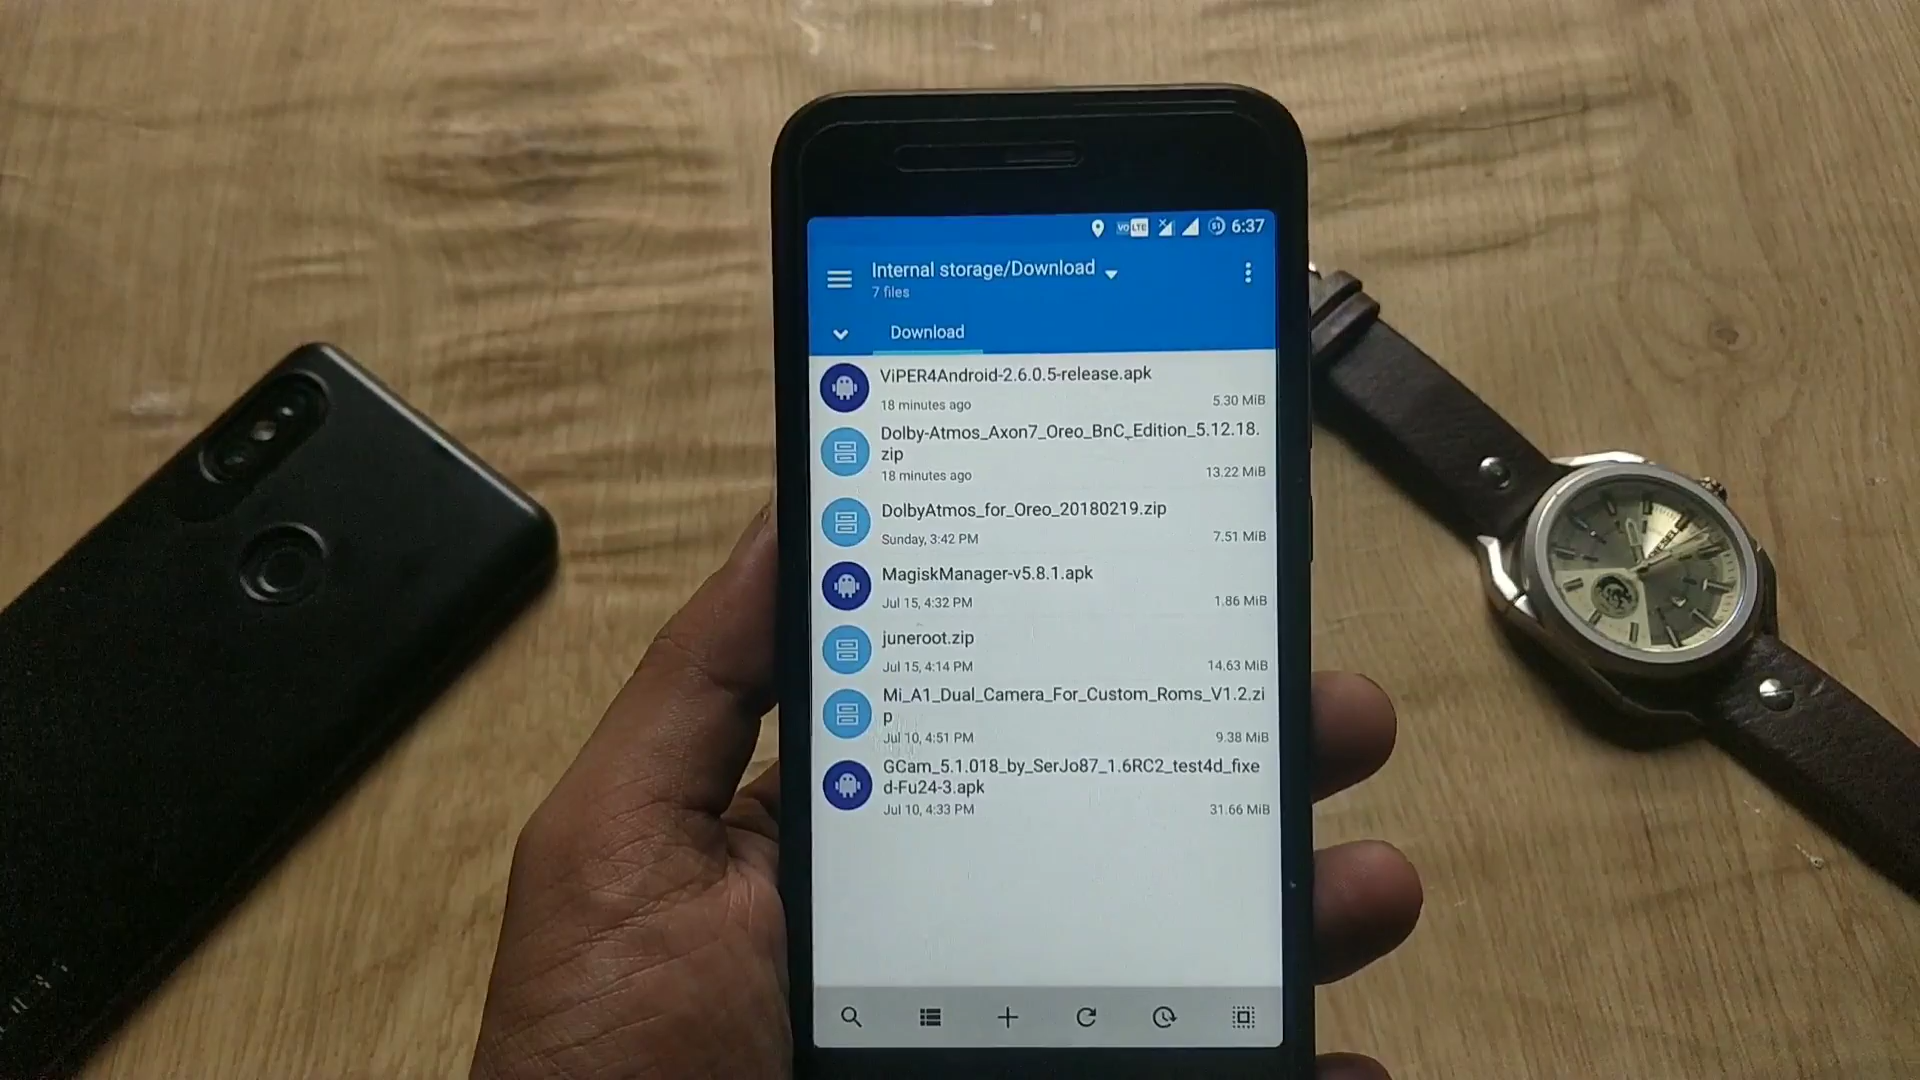 VoLTE 51 6:37
Internal storage/Download
7 files
Download
ViPER4Android-2.6.0.5-release.apk
18 minutes ago 5.30 MiB
Dolby-Atmos_Axon7_Oreo_BnC_Edition_5.12.18.
zip
18 minutes ago 13.22 MiB
DolbyAtmos_for_Oreo_20180219.zip
Sunday, 3:42 PM 7.51 MiB
MagiskManager-v5.8.1.apk
Jul 15, 4:32 PM 1.86 MiB
juneroot.zip
Jul 15, 4:14 PM 14.63 MiB
Mi_A1_Dual_Camera_For_Custom_Roms_V1.2.zi
p
Jul 10, 4:51 PM 9.38 MiB
GCam_5.1.018_by_SerJo87_1.6RC2_test4d_fixe
d-Fu24-3.apk
Jul 10, 4:33 PM 31.66 MiB
DIESEL